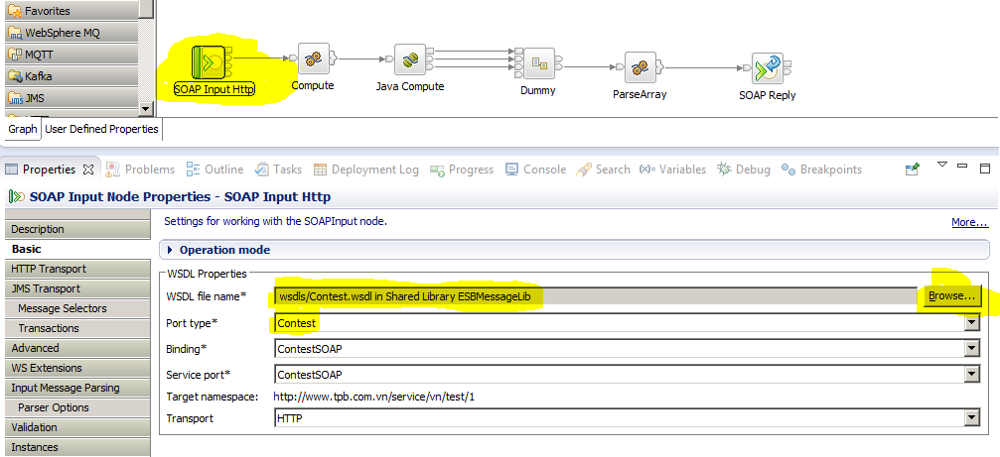 Favorites
WebSphere MQ
MQTT
Kafka
JMS
SOAP Input Http
Compute
Java Compute
Dummy
ParseArray
SOAP Reply
Graph User Defined Properties
Properties Problems Outline Tasks Deployment Log Progress Console Search (x)= Variables Debug Breakpoints
SOAP Input Node Properties - SOAP Input Http
Description
Basic
HTTP Transport
JMS Transport
Message Selectors
Transactions
Advanced
WS Extensions
Input Message Parsing
Parser Options
Validation
Instances
Settings for working with the SOAPInput node.
More...
Operation mode
WSDL Properties
WSDL file name* wsdls/Contest.wsdl in Shared Library ESBMessageLib Browse...
Port type* Contest
Binding* ContestSOAP
Service port* ContestSOAP
Target namespace: http://www.tpb.com.vn/service/vn/test/1
Transport HTTP